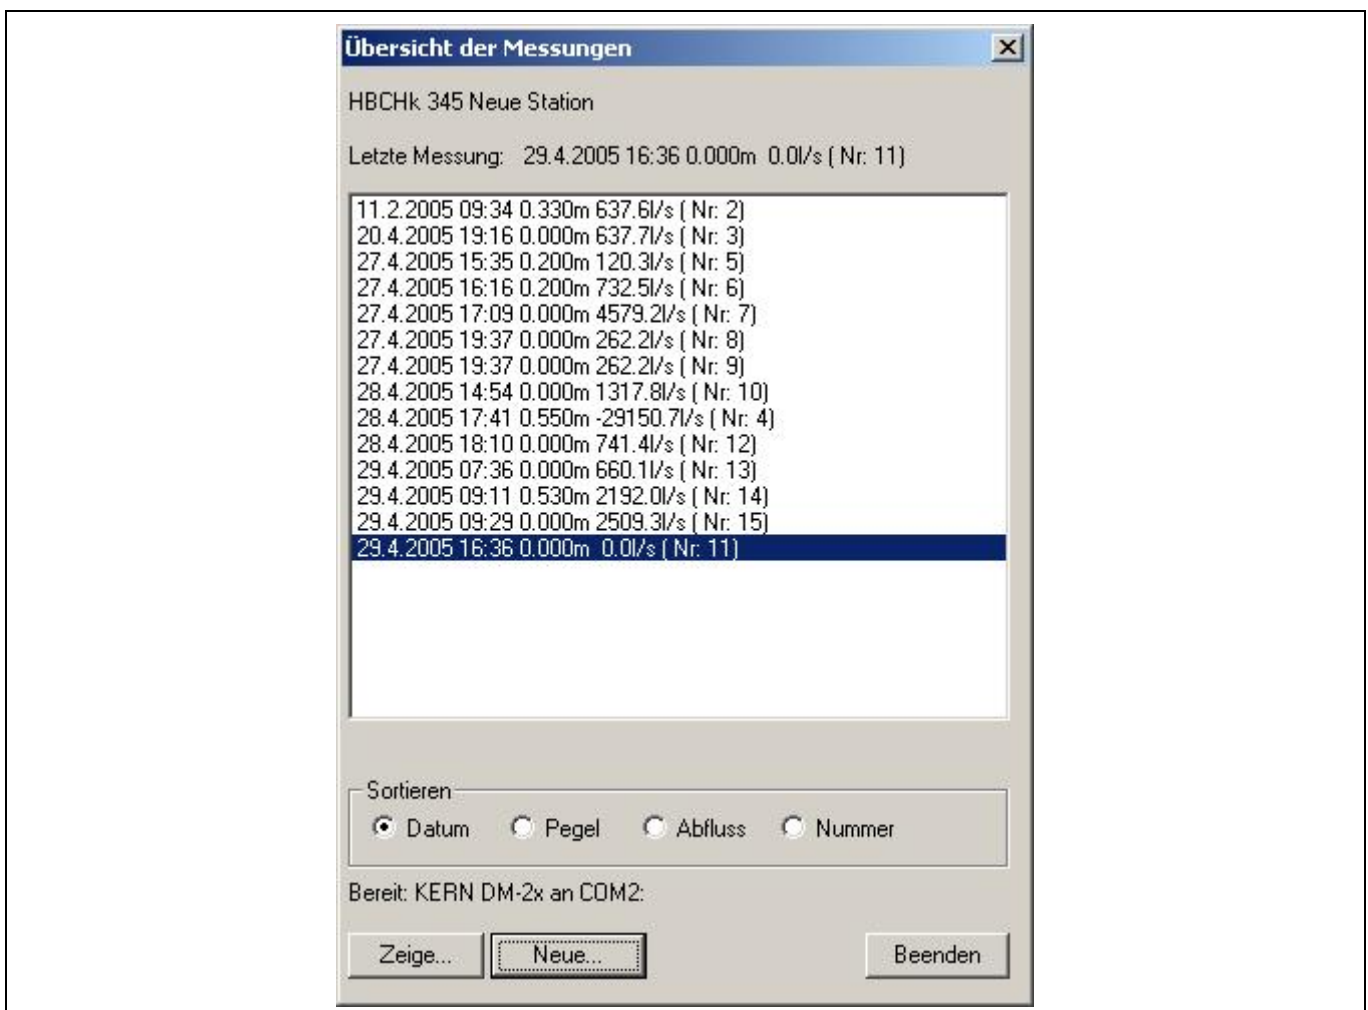 Übersicht der Messungen
HBCHk 345 Neue Station
Letzte Messung: 29.4.2005 16:36 0.000m 0.0l/s ( Nr: 11)
11.2.2005 09:34 0.330m 637.6l/s ( Nr: 2)
20.4.2005 19:16 0.000m 637.7l/s ( Nr: 3)
27.4.2005 15:35 0.200m 120.3l/s ( Nr: 5)
27.4.2005 16:16 0.200m 732.5l/s ( Nr: 6)
27.4.2005 17:09 0.000m 4579.2l/s ( Nr: 7)
27.4.2005 19:37 0.000m 262.2l/s ( Nr: 8)
27.4.2005 19:37 0.000m 262.2l/s ( Nr: 9)
28.4.2005 14:54 0.000m 1317.8l/s ( Nr: 10)
28.4.2005 17:41 0.550m -29150.7l/s ( Nr: 4)
28.4.2005 18:10 0.000m 741.4l/s ( Nr: 12)
29.4.2005 07:36 0.000m 660.1l/s ( Nr: 13)
29.4.2005 09:11 0.530m 2192.0l/s ( Nr: 14)
29.4.2005 09:29 0.000m 2509.3l/s ( Nr: 15)
29.4.2005 16:36 0.000m 0.0l/s ( Nr: 11)
Sortieren
Datum Pegel Abfluss Nummer
Bereit: KERN DM-2x an COM2:
Zeige... Neue... Beenden